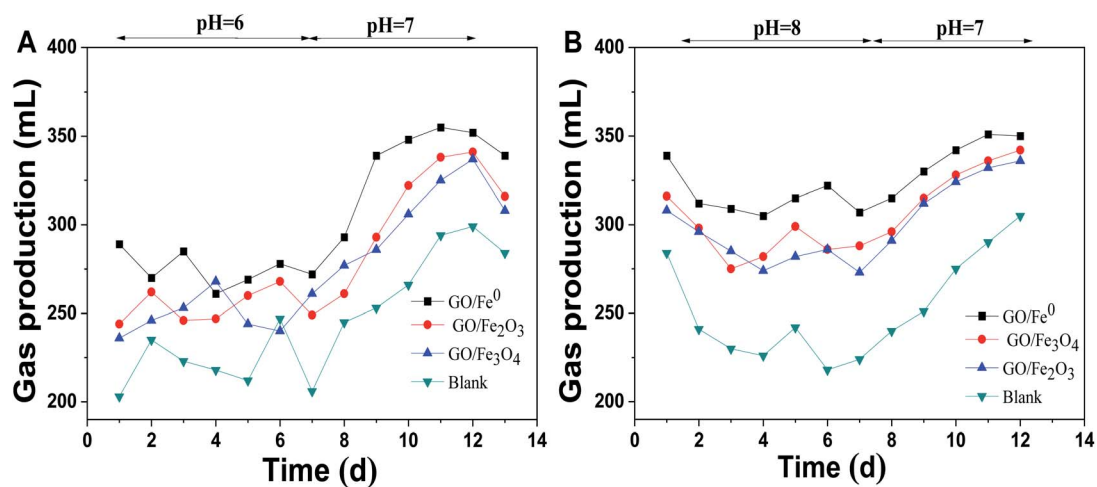 A
pH=6
pH=7
400
350
300
250
200
Gas production (mL)
GO/Fe⁰
GO/Fe₂O₃
GO/Fe₃O₄
Blank
0 2 4 6 8 10 12 14
Time (d)
B
pH=8
pH=7
400
350
300
250
200
Gas production (mL)
GO/Fe⁰
GO/Fe₃O₄
GO/Fe₂O₃
Blank
0 2 4 6 8 10 12 14
Time (d)